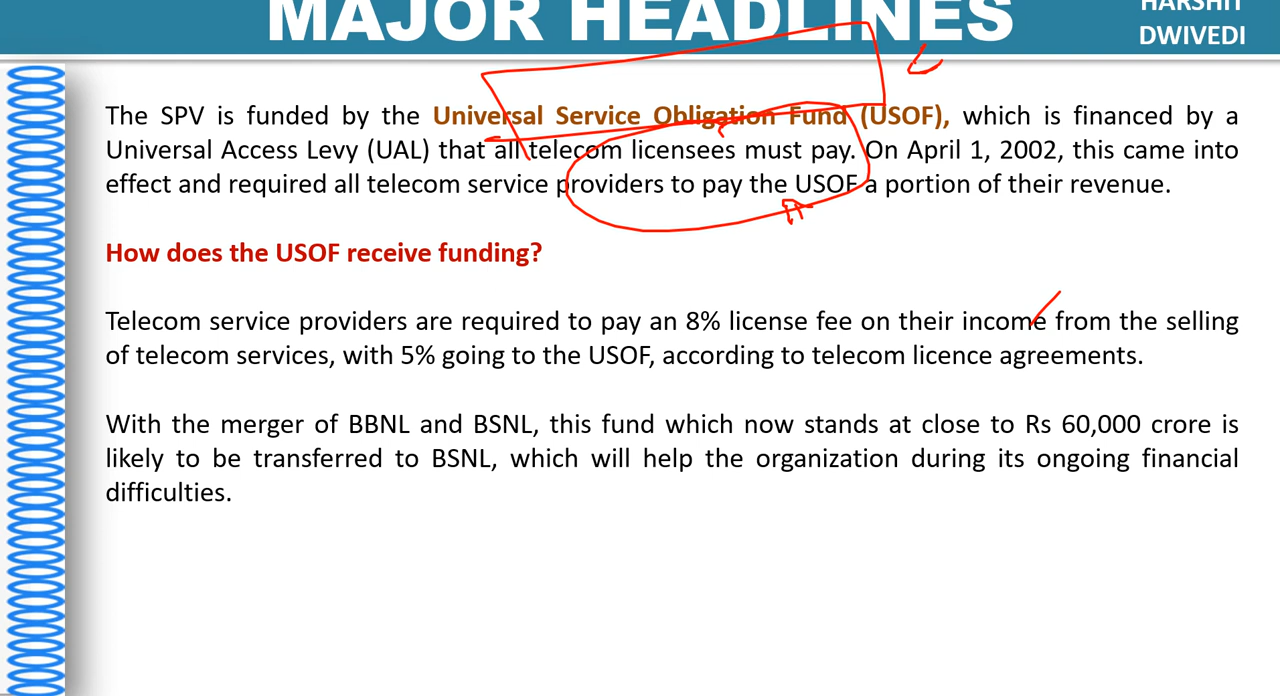 MAJOR HEADLINES
HARSHIT
DWIVEDI
The SPV is funded by the Universal Service Obligation Fund (USOF), which is financed by a
Universal Access Levy (UAL) that all telecom licensees must pay. On April 1, 2002, this came into
effect and required all telecom service providers to pay the USOF a portion of their revenue.
How does the USOF receive funding?
Telecom service providers are required to pay an 8% license fee on their income from the selling
of telecom services, with 5% going to the USOF, according to telecom licence agreements.
With the merger of BBNL and BSNL, this fund which now stands at close to Rs 60,000 crore is
likely to be transferred to BSNL, which will help the organization during its ongoing financial
difficulties.